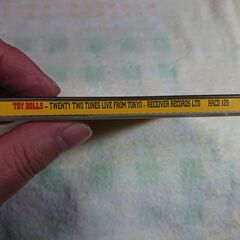 TOY DOLLS – TWENTY TWO TUNES LIVE FROM TOKYO – RECEIVER RECORDS LTD RRCD 125